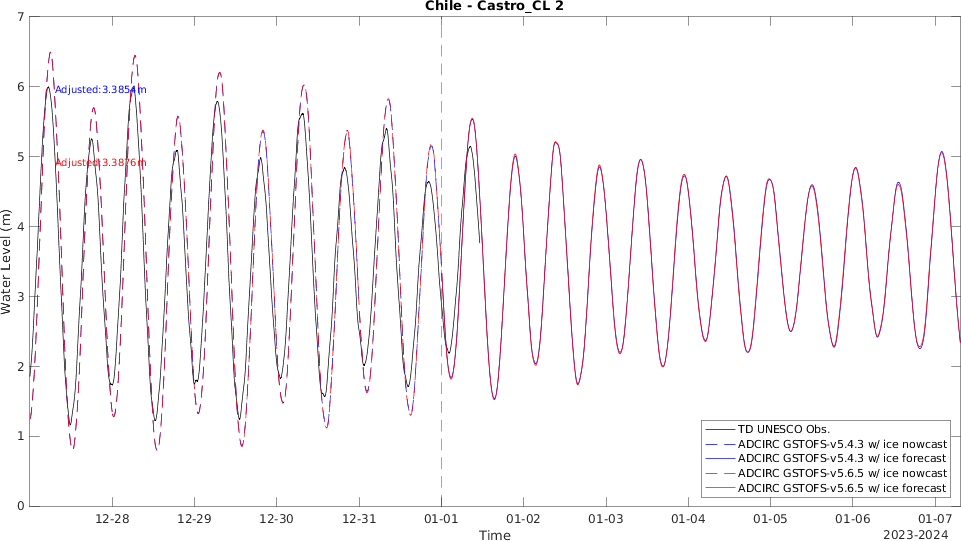 Chile - Castro_CL 2
7
6
5
4
3
2
1
0
Water Level (m)
Adjusted:3.3854m
Adjusted:3.3876m
TD UNESCO Obs.
ADCIRC GSTOFS-v5.4.3 w/ ice nowcast
ADCIRC GSTOFS-v5.4.3 w/ ice forecast
ADCIRC GSTOFS-v5.6.5 w/ ice nowcast
ADCIRC GSTOFS-v5.6.5 w/ ice forecast
12-28 12-29 12-30 12-31 01-01 01-02 01-03 01-04 01-05 01-06 01-07
Time
2023-2024